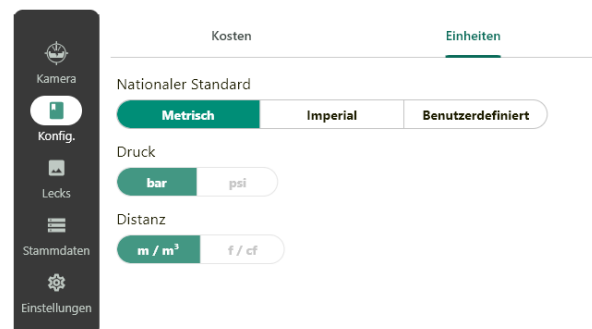 Kosten
Einheiten
Kamera
Konfig.
Lecks
Stammdaten
Einstellungen
Nationaler Standard
Metrisch
Imperial
Benutzerdefiniert
Druck
bar
psi
Distanz
m / m³
f / cf